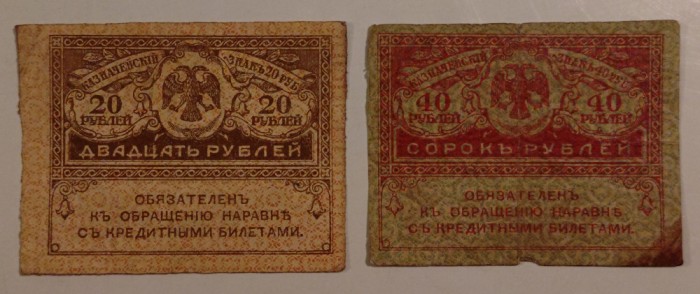 КАЗНАЧЕЙСКІЙ ЗНАКЪ 20 РУБ.
20 РУБЛЕЙ 20 РУБЛЕЙ
ДВАДЦАТЬ РУБЛЕЙ
ОБЯЗАТЕЛЕНЪ
КЪ ОБРАЩЕНІЮ НАРАВНѢ
СЪ КРЕДИТНЫМИ БИЛЕТАМИ.
КАЗНАЧЕЙСКІЙ ЗНАКЪ 40 РУБ.
40 РУБЛЕЙ 40 РУБЛЕЙ
СОРОКЪ РУБЛЕЙ
ОБЯЗАТЕЛЕНЪ
КЪ ОБРАЩЕНІЮ НАРАВНѢ
СЪ КРЕДИТНЫМИ БИЛЕТАМИ.